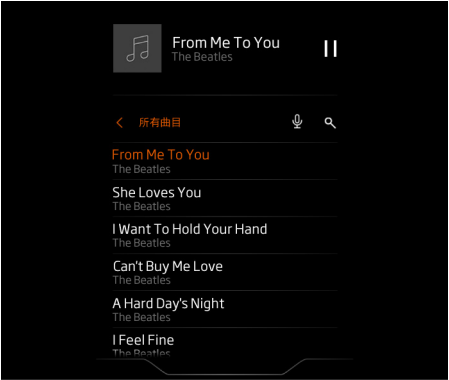 From Me To You
The Beatles
所有曲目
From Me To You
The Beatles
She Loves You
The Beatles
I Want To Hold Your Hand
The Beatles
Can't Buy Me Love
The Beatles
A Hard Day's Night
The Beatles
I Feel Fine
The Beatles